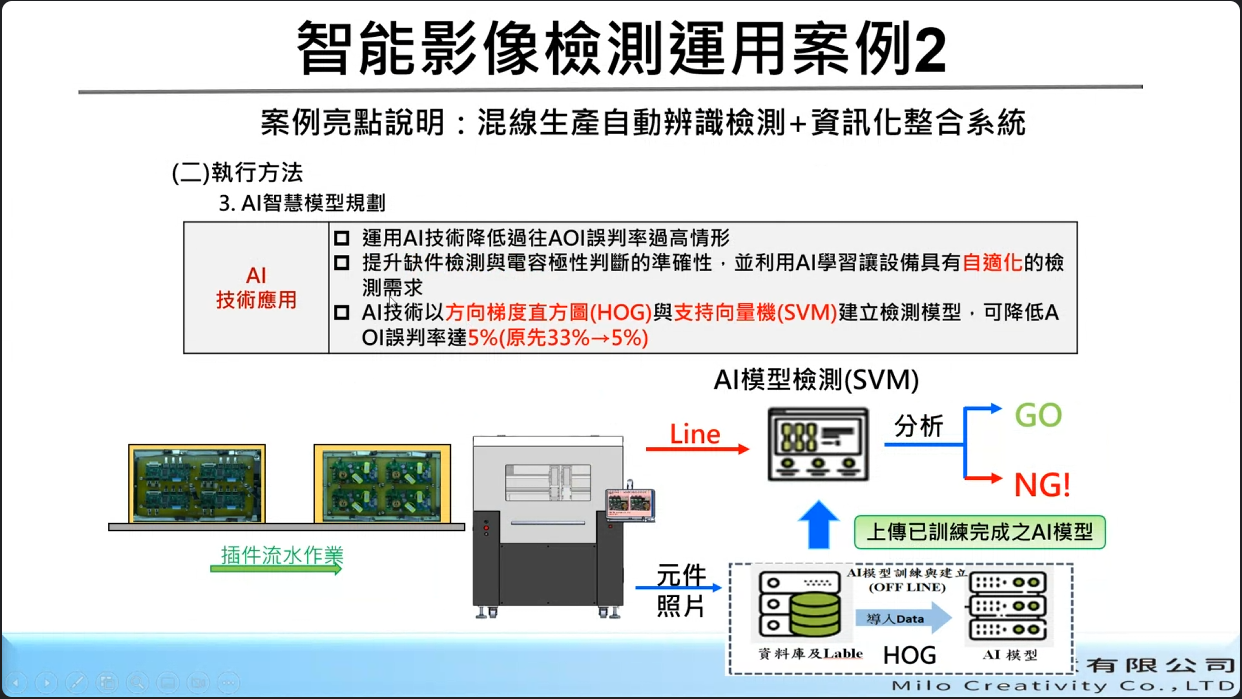 智能影像檢測運用案例2
案例亮點說明：混線生產自動辨識檢測+資訊化整合系統
(二)執行方法
3. AI智慧模型規劃
AI
技術應用
運用AI技術降低過往AOI誤判率過高情形
提升缺件檢測與電容極性判斷的準確性，並利用AI學習讓設備具有自適化的檢
測需求
AI技術以方向梯度直方圖(HOG)與支持向量機(SVM)建立檢測模型，可降低A
OI誤判率達5%(原先33%→5%)
AI模型檢測(SVM)
Line
分析
GO
NG!
插件流水作業
上傳已訓練完成之AI模型
元件
照片
AI模型訓練與建立
(OFF LINE)
導入Data
資料庫及Lable
HOG
AI 模型
有限公司
Milo Creativity Co.,LTD